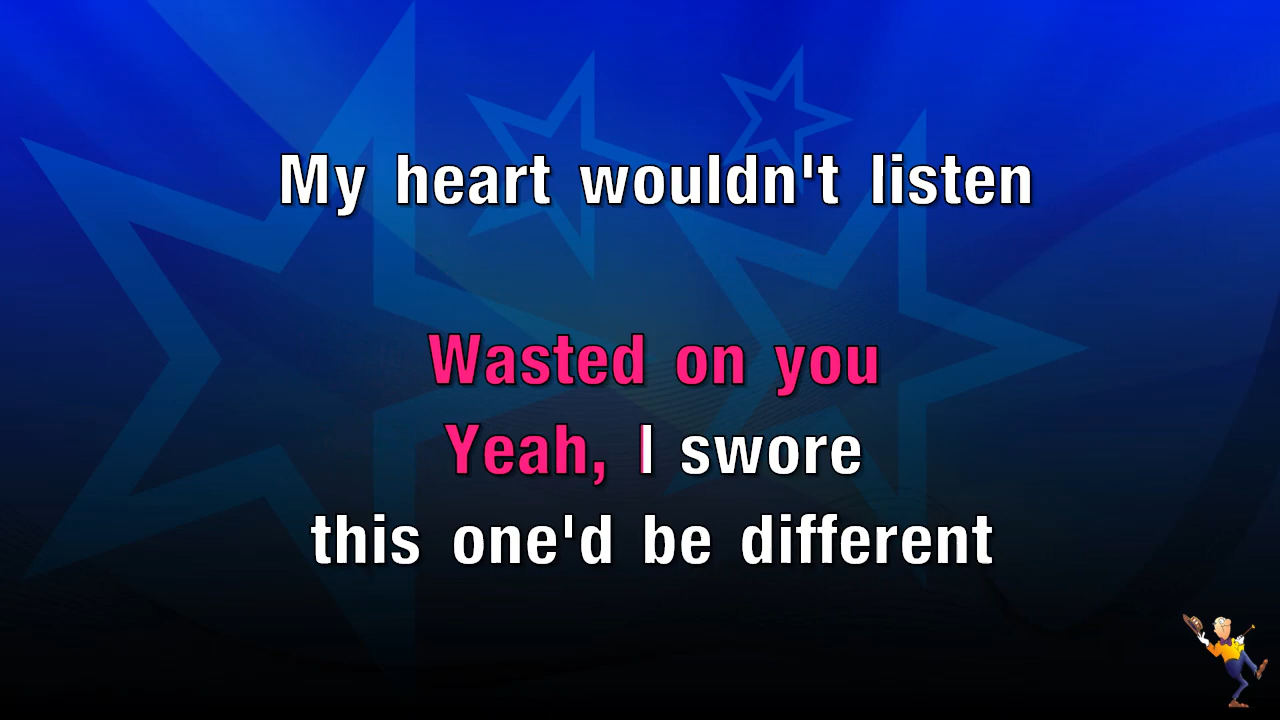 My heart wouldn't listen
Wasted on you
Yeah, I swore
this one'd be different